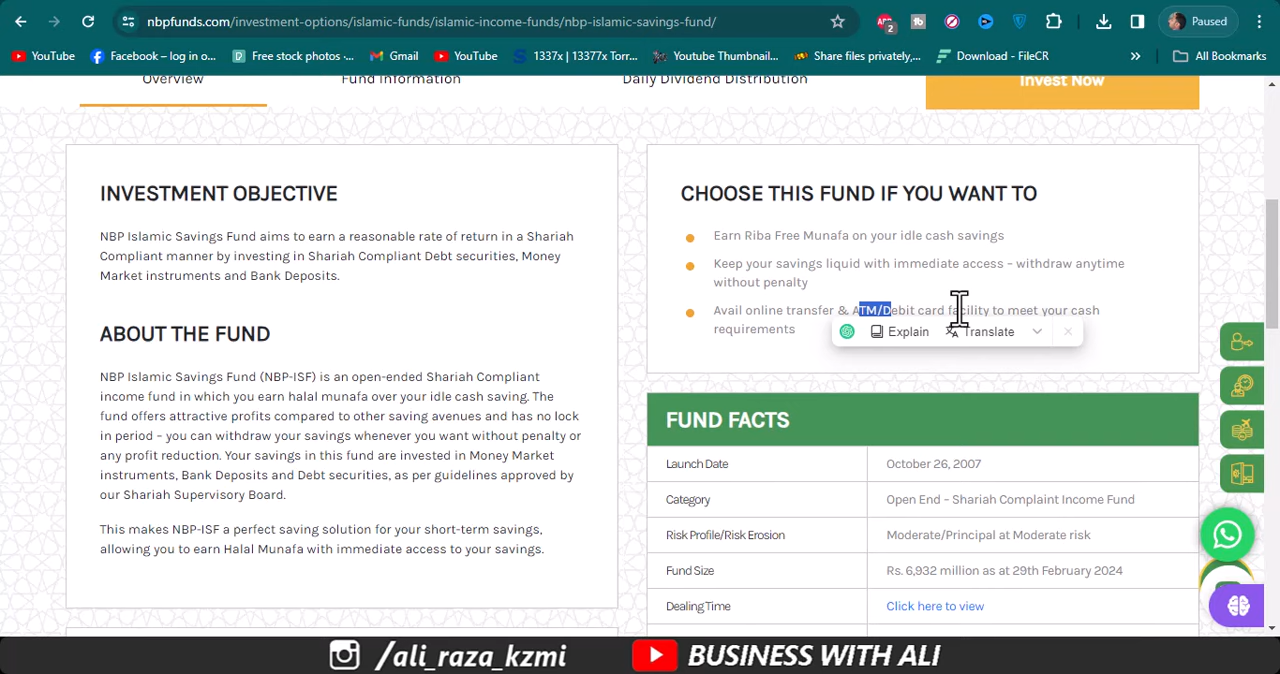 nbpfunds.com/investment-options/islamic-funds/islamic-income-funds/nbp-islamic-savings-fund/
2
Paused
YouTube
Facebook – log in o...
Free stock photos -...
Gmail
YouTube
1337x | 13377x Torr...
Youtube Thumbnail...
Share files privately,...
Download - FileCR
»
All Bookmarks
Overview
Fund Information
Daily Dividend Distribution
Invest Now
INVESTMENT OBJECTIVE
NBP Islamic Savings Fund aims to earn a reasonable rate of return in a Shariah
Compliant manner by investing in Shariah Compliant Debt securities, Money
Market instruments and Bank Deposits.
ABOUT THE FUND
NBP Islamic Savings Fund (NBP-ISF) is an open-ended Shariah Compliant
income fund in which you earn halal munafa over your idle cash saving. The
fund offers attractive profits compared to other saving avenues and has no lock
in period – you can withdraw your savings whenever you want without penalty or
any profit reduction. Your savings in this fund are invested in Money Market
instruments, Bank Deposits and Debt securities, as per guidelines approved by
our Shariah Supervisory Board.
This makes NBP-ISF a perfect saving solution for your short-term savings,
allowing you to earn Halal Munafa with immediate access to your savings.
CHOOSE THIS FUND IF YOU WANT TO
Earn Riba Free Munafa on your idle cash savings
Keep your savings liquid with immediate access – withdraw anytime
without penalty
Avail online transfer & ATM/Debit card facility to meet your cash
requirements
Explain
Translate
FUND FACTS
Launch Date
October 26, 2007
Category
Open End – Shariah Complaint Income Fund
Risk Profile/Risk Erosion
Moderate/Principal at Moderate risk
Fund Size
Rs. 6,932 million as at 29th February 2024
Dealing Time
Click here to view
/ali_raza_kzmi
BUSINESS WITH ALI